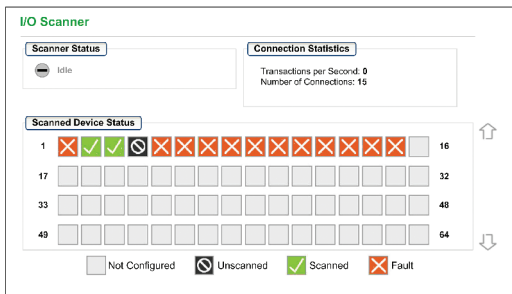 I/O Scanner
Scanner Status
Idle
Connection Statistics
Transactions per Second: 0
Number of Connections: 15
Scanned Device Status
1 16
17 32
33 48
49 64
Not Configured Unscanned Scanned Fault